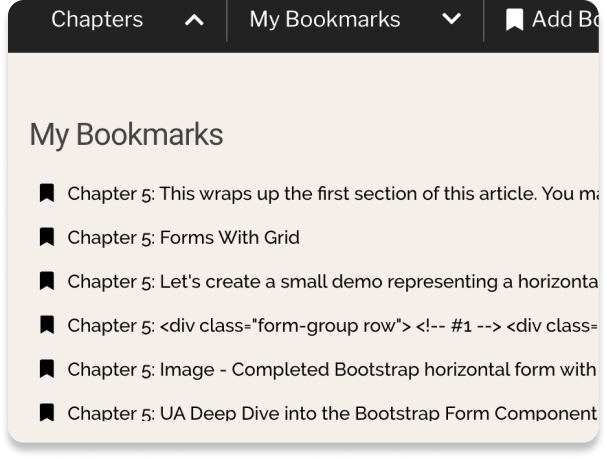 Chapters My Bookmarks Add
My Bookmarks
Chapter 5: This wraps up the first section of this article. You
Chapter 5: Forms With Grid
Chapter 5: Let's create a small demo representing a
Chapter 5: <div class="form-group row"> <!-- #1 --> <div class=
Chapter 5: Image - Completed Bootstrap horizontal form with
Chapter 5: UA Deep Dive into the Bootstrap Form Component